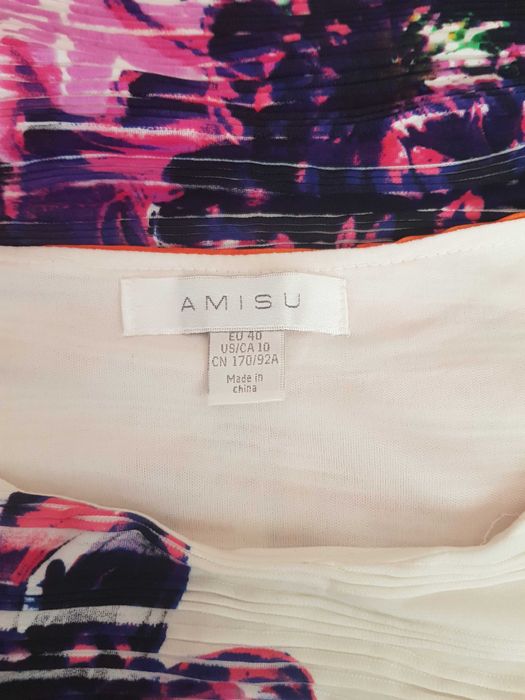 AMISU
EU 40
US/CA 10
CN 170/92A
Made in
china